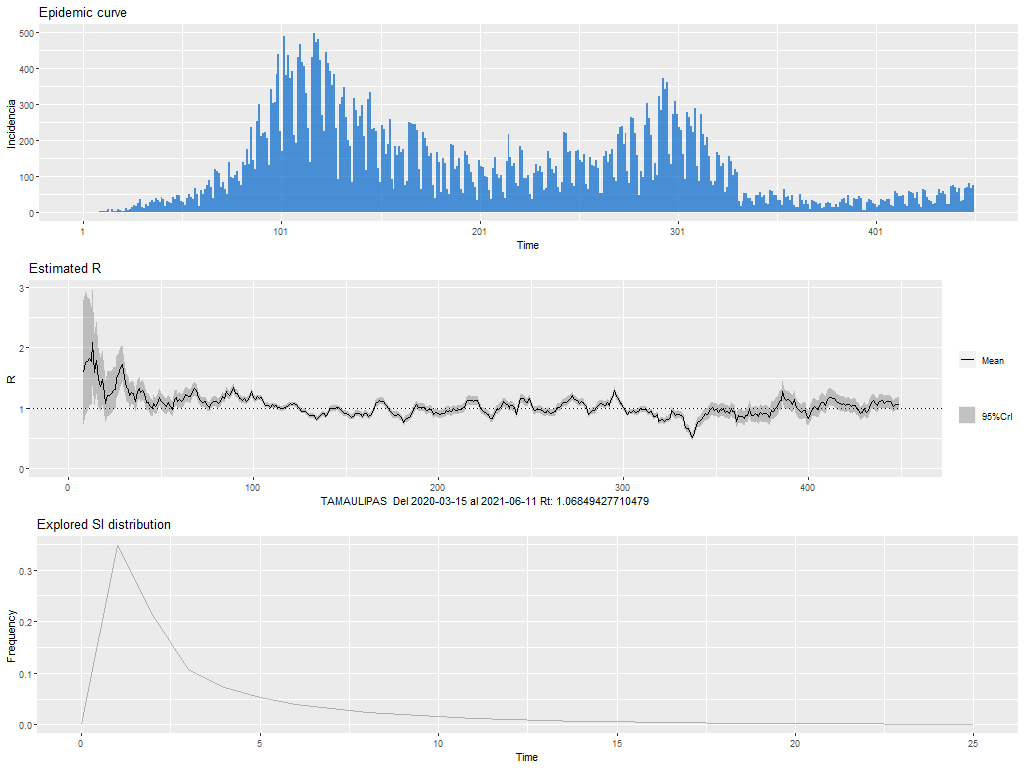 Epidemic curve
500
400
300
200
100
0
Incidencia
1
101
201
301
401
Time
Estimated R
3
2
1
0
R
0
100
200
300
400
Mean
95%CrI
TAMAULIPAS Del 2020-03-15 al 2021-06-11 Rt: 1.06849427710479
Explored SI distribution
0.3
0.2
0.1
0.0
Frequency
0
5
10
15
20
25
Time